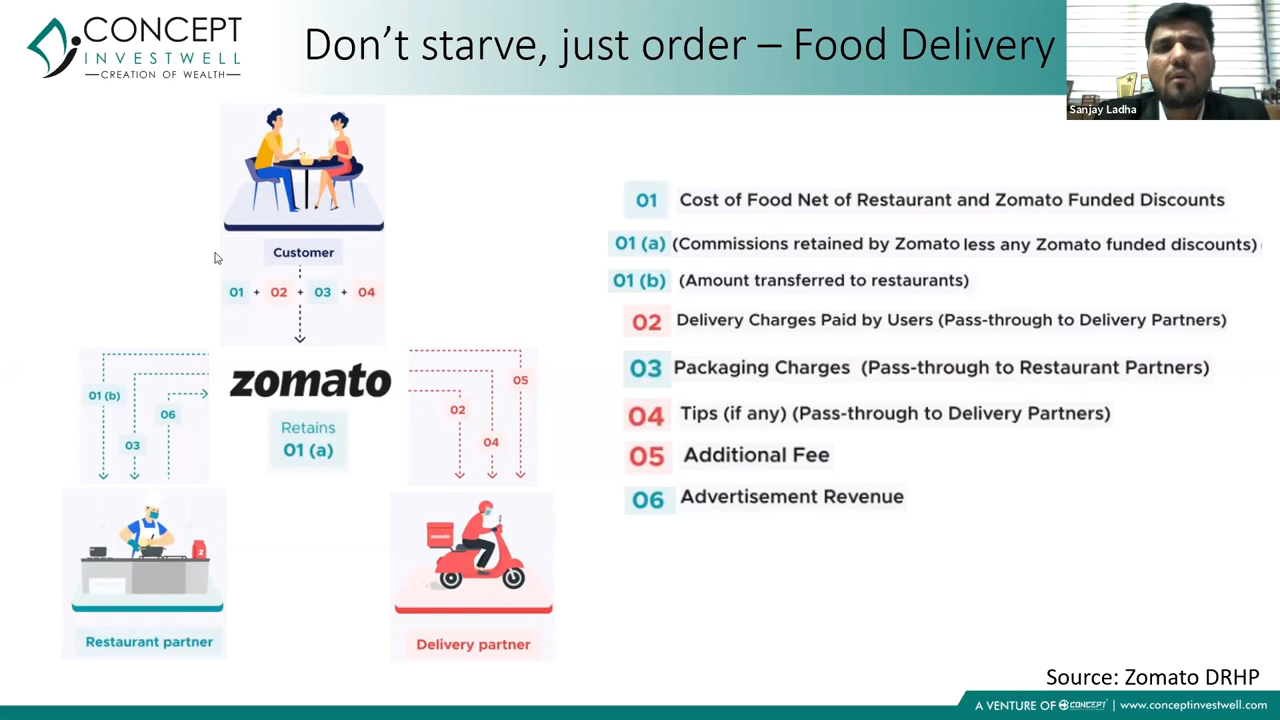 CONCEPT
INVESTWELL
CREATION OF WEALTH
Don’t starve, just order – Food Delivery
Sanjay Ladha
Customer
01 + 02 + 03 + 04
zomato
Retains
01 (a)
01 (b)
03
06
02
04
05
Restaurant partner
Delivery partner
01 Cost of Food Net of Restaurant and Zomato Funded Discounts
01 (a) (Commissions retained by Zomato less any Zomato funded discounts)
01 (b) (Amount transferred to restaurants)
02 Delivery Charges Paid by Users (Pass-through to Delivery Partners)
03 Packaging Charges (Pass-through to Restaurant Partners)
04 Tips (if any) (Pass-through to Delivery Partners)
05 Additional Fee
06 Advertisement Revenue
Source: Zomato DRHP
A VENTURE OF CONCEPT | www.conceptinvestwell.com